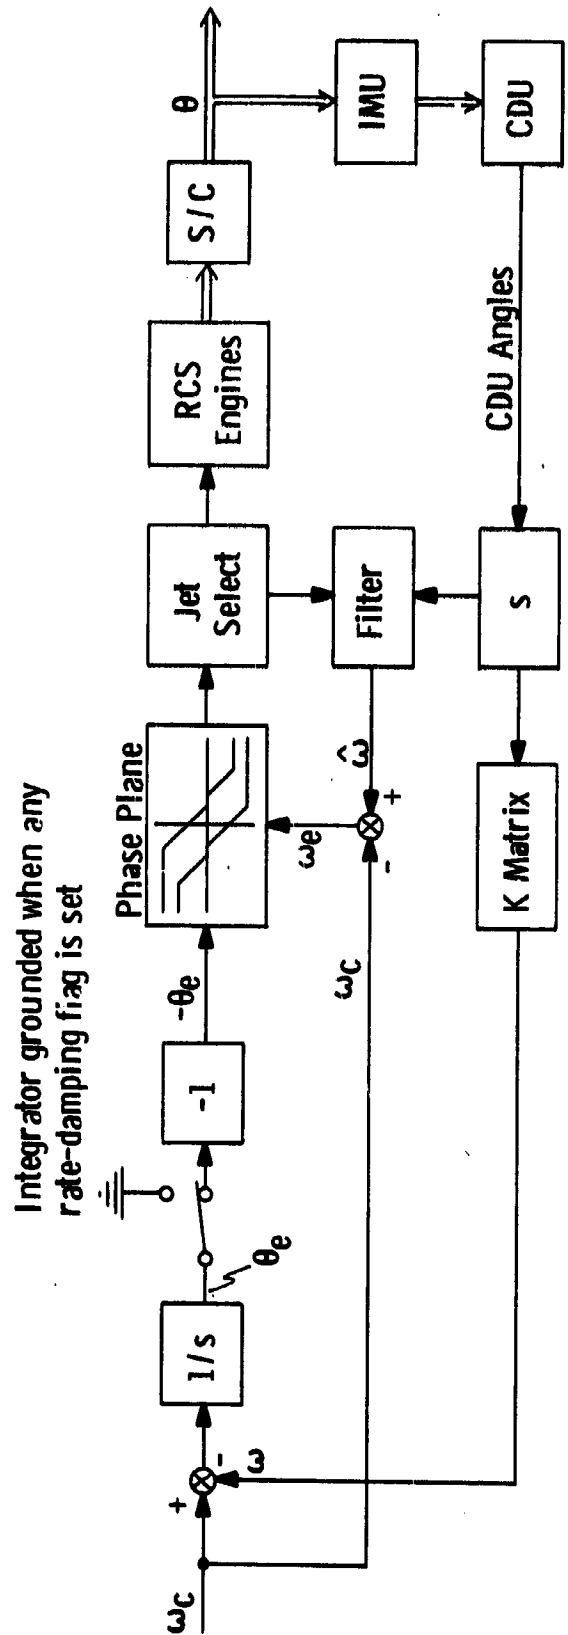 Integrator grounded when any
rate-damping flag is set
ωc
+
-
ω
1/s
θe
-1
-θe
Phase Plane
Jet
Select
RCS
Engines
S/C
θ
ωc
-
+
ωe
ω̂
Filter
IMU
K Matrix
s
CDU Angles
CDU